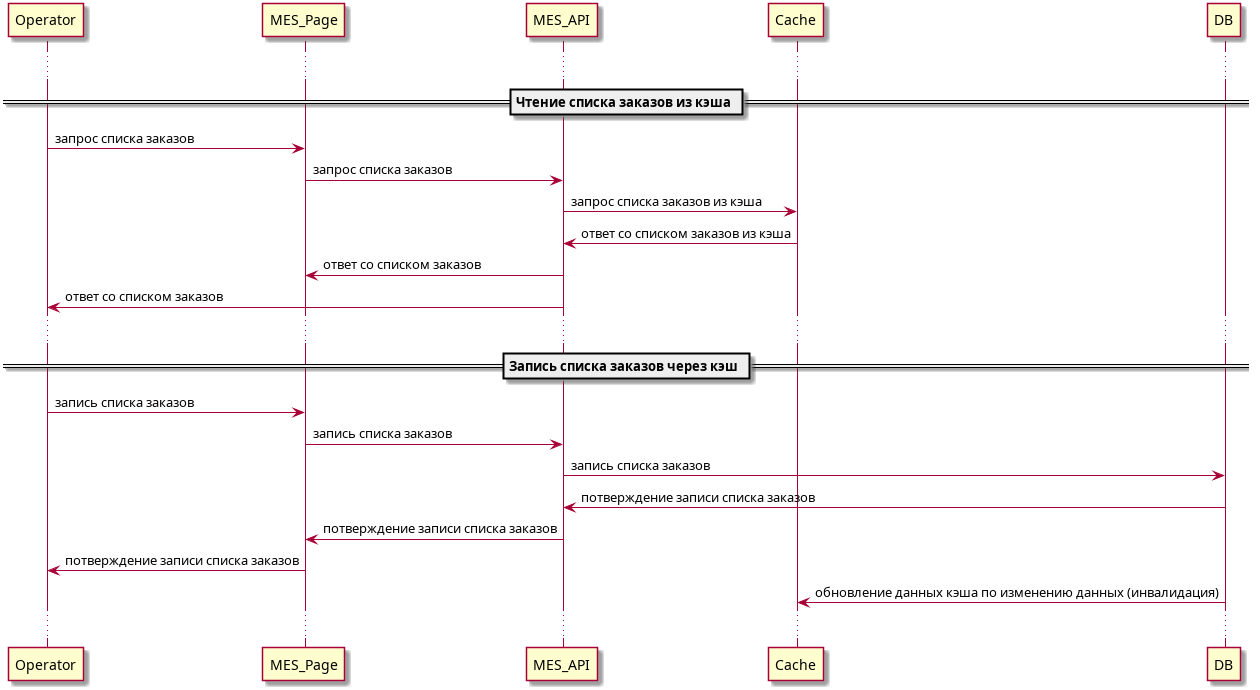 Operator MES_Page MES_API Cache DB
Чтение списка заказов из кэша
запрос списка заказов
запрос списка заказов
запрос списка заказов из кэша
ответ со списком заказов из кэша
ответ со списком заказов
ответ со списком заказов
Запись списка заказов через кэш
запись списка заказов
запись списка заказов
запись списка заказов
потверждение записи списка заказов
потверждение записи списка заказов
потверждение записи списка заказов
обновление данных кэша по изменению данных (инвалидация)
Operator MES_Page MES_API Cache DB